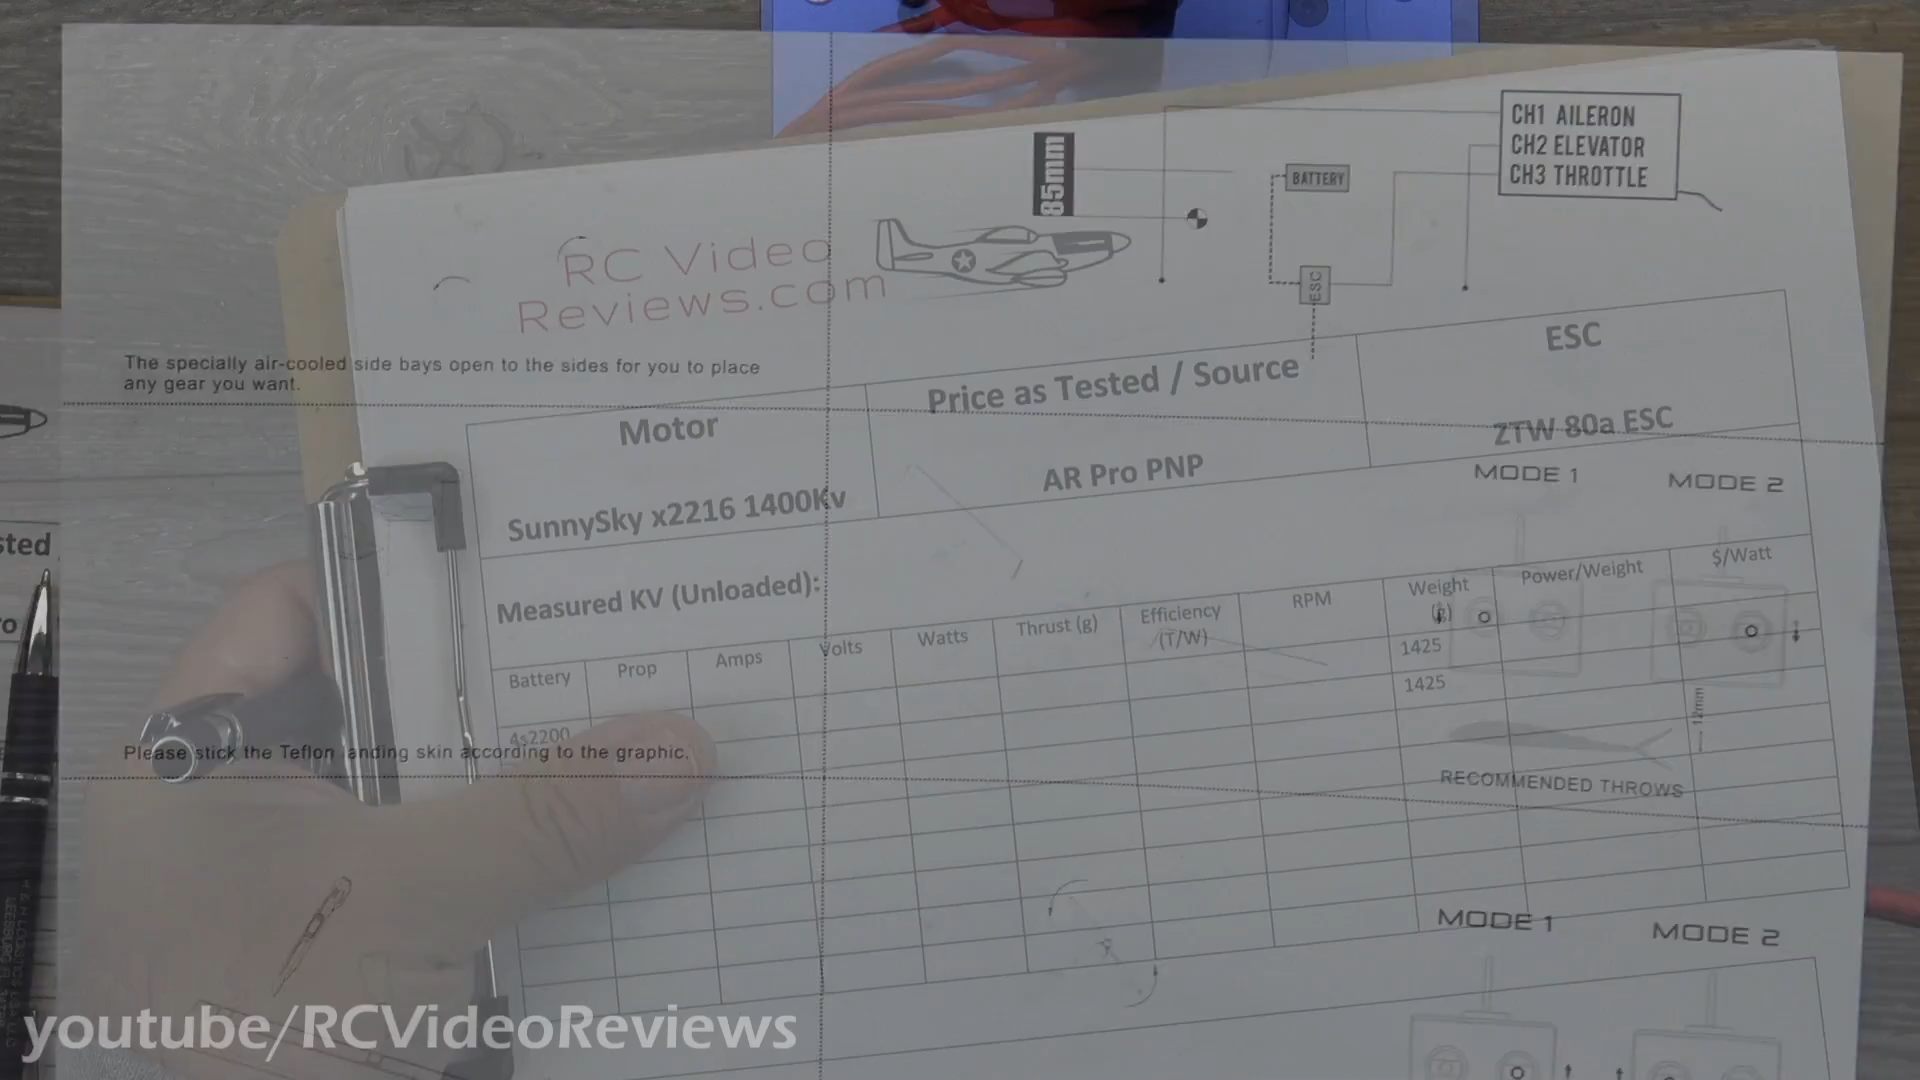 CH1 AILERON
CH2 ELEVATOR
CH3 THROTTLE
85mm
BATTERY
ESC
RC Video
Reviews.com
The specially air-cooled side bays open to the sides for you to place
any gear you want.
Motor
Price as Tested / Source
ESC
SunnySky x2216 1400Kv
AR Pro PNP
ZTW 80a ESC
MODE 1
MODE 2
sted
Measured KV (Unloaded):
Battery
Prop
Amps
Volts
Watts
Thrust (g)
Efficiency
(T/W)
RPM
Weight
(g)
Power/Weight
$/Watt
1425
1425
4s2200
12mm
Please stick the Teflon landing skin according to the graphic.
RECOMMENDED THROWS
MODE 1
MODE 2
youtube/RCVideoReviews